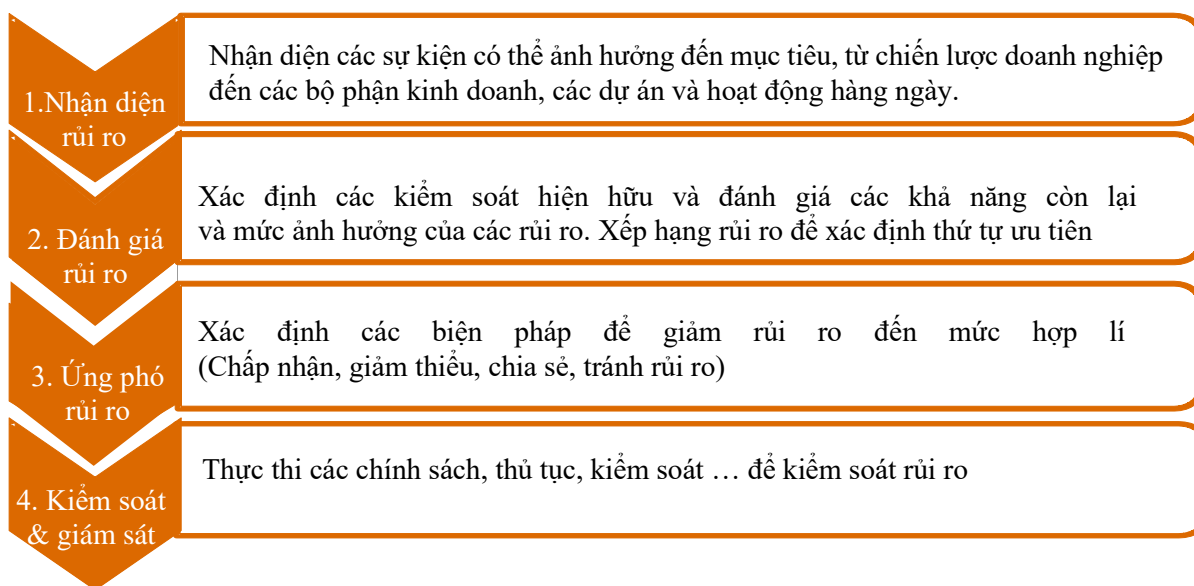 1.Nhận diện
rủi ro
Nhận diện các sự kiện có thể ảnh hưởng đến mục tiêu, từ chiến lược doanh nghiệp
đến các bộ phận kinh doanh, các dự án và hoạt động hàng ngày.
2. Đánh giá
rủi ro
Xác định các kiểm soát hiện hữu và đánh giá các khả năng còn lại
và mức ảnh hưởng của các rủi ro. Xếp hạng rủi ro để xác định thứ tự ưu tiên
3. Ứng phó
rủi ro
Xác định các biện pháp để giảm rủi ro đến mức hợp lí
(Chấp nhận, giảm thiểu, chia sẻ, tránh rủi ro)
4. Kiểm soát
& giám sát
Thực thi các chính sách, thủ tục, kiểm soát … để kiểm soát rủi ro